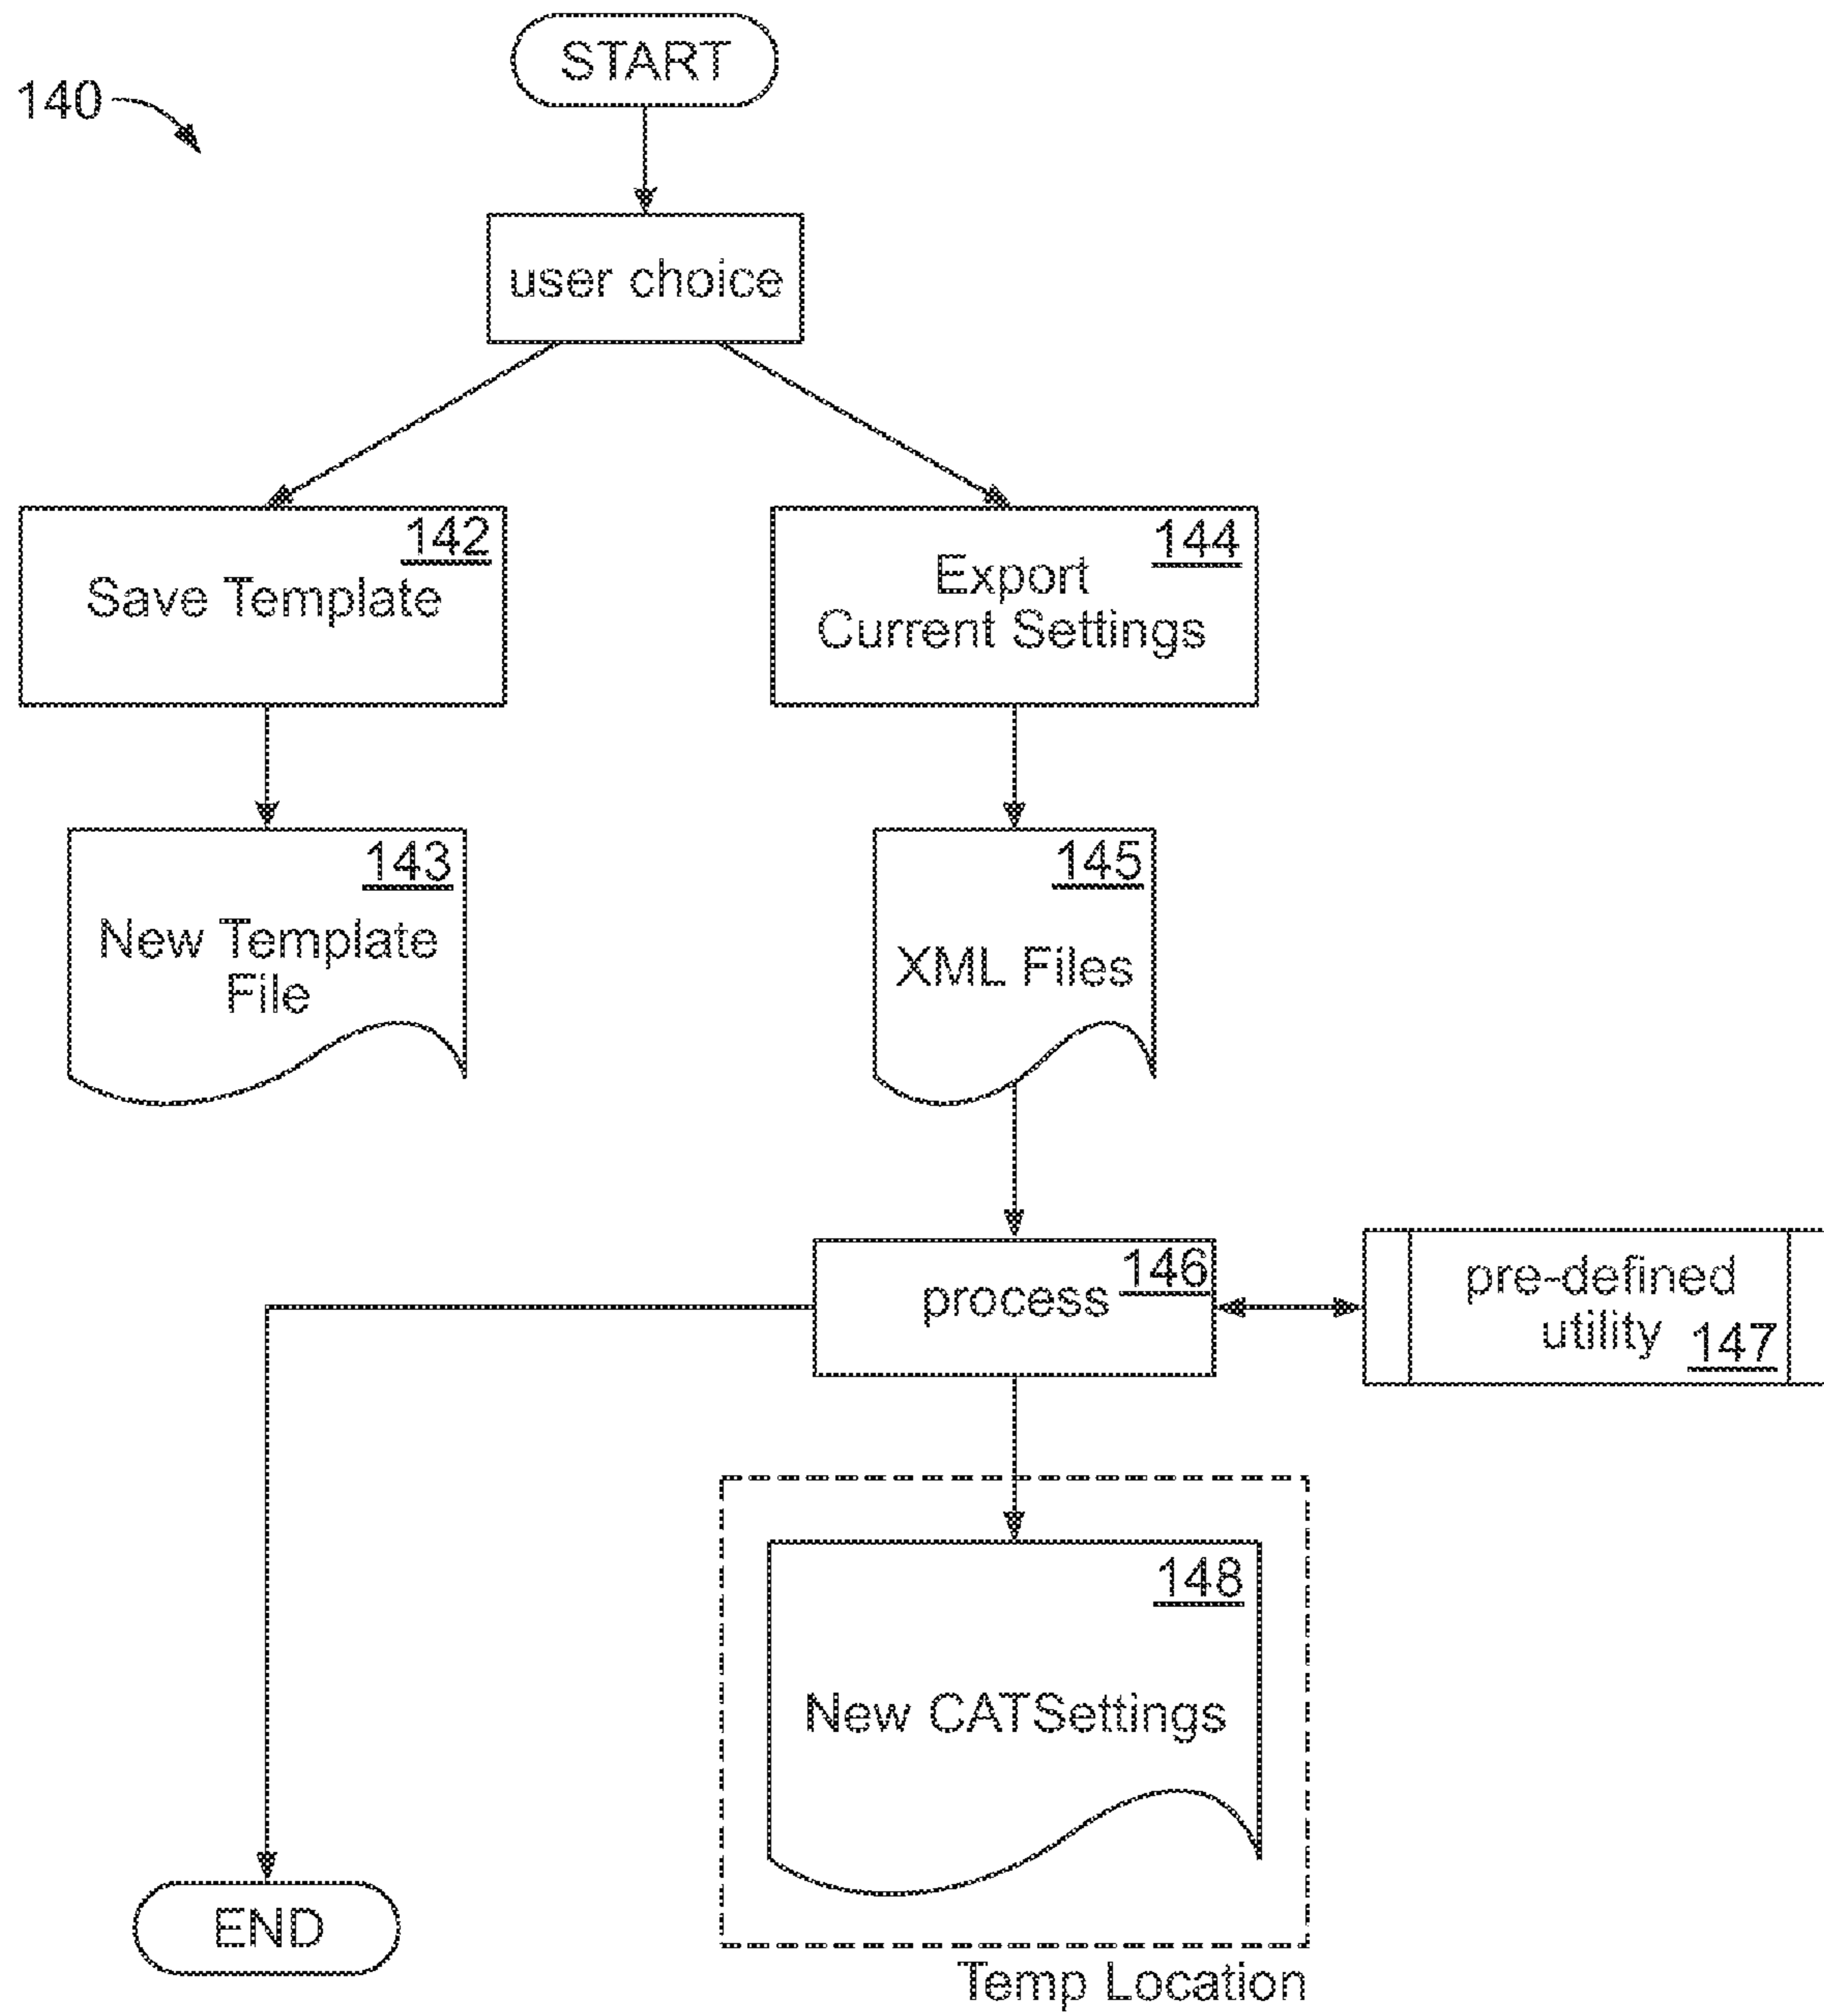 START
140
user choice
142
Save Template
144
Export
Current Settings
143
New Template
File
145
XML Files
146
process
pre-defined
utility 147
148
New CATSettings
END
Temp Location